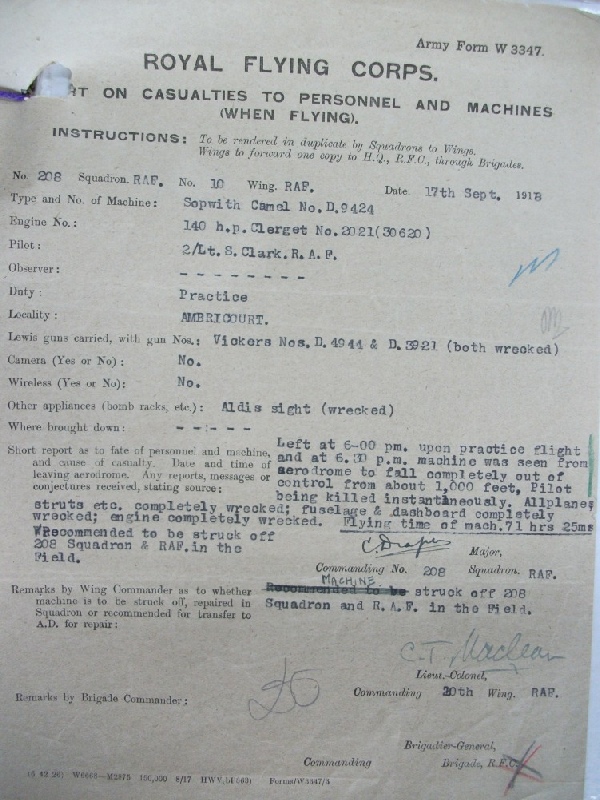 Army Form W 3347.
ROYAL FLYING CORPS.
RT ON CASUALTIES TO PERSONNEL AND MACHINES
(WHEN FLYING).
INSTRUCTIONS: To be rendered in duplicate by Squadrons to Wings.
Wings to forward one copy to H.Q., R.F.C., through Brigades.
No. 208 Squadron. RAF. No. 10 Wing. RAF. Date 17th Sept. 1918
Type and No. of Machine: Sopwith Camel No. D.9424
Engine No.: 140 h.p. Clerget No. 2021(30620)
Pilot: 2/Lt. S. Clark. R.A.F.
Observer: - - - - - - - -
Duty: Practice
Locality: AMBRICOURT.
Lewis guns carried, with gun Nos.: Vickers Nos. D.4944 & D.3921 (both wrecked)
Camera (Yes or No): No.
Wireless (Yes or No): No.
Other appliances (bomb racks, etc.): Aldis sight (wrecked)
Where brought down: - - - - -
Short report as to fate of personnel and machine, and cause of casualty. Date and time of leaving aerodrome. Any reports, messages or conjectures received, stating source:
Left at 6-00 pm. upon practice flight
and at 6.30 p.m. machine was seen from
aerodrome to fall completely out of
control from about 1,000 feet, Pilot
being killed instantaneously. Allplanes
struts etc. completely wrecked; fuselage & dashboard completely
wrecked; engine completely wrecked. Flying time of mach. 71 hrs 25ms
Recommended to be struck off
208 Squadron & RAF. in the
Field.
C. Draper Major,
Commanding No. 208 Squadron. RAF.
Remarks by Wing Commander as to whether machine is to be struck off, repaired in Squadron or recommended for transfer to A.D. for repair:
MACHINE
Recommended to be struck off 208
Squadron and R.A.F. in the Field.
C.T. Maclean
Lieut.-Colonel,
Commanding 20th Wing. RAF.
Remarks by Brigade Commander:
Brigadier-General,
Commanding Brigade, R.F.C.
W6668—M2875 100,000 8/17